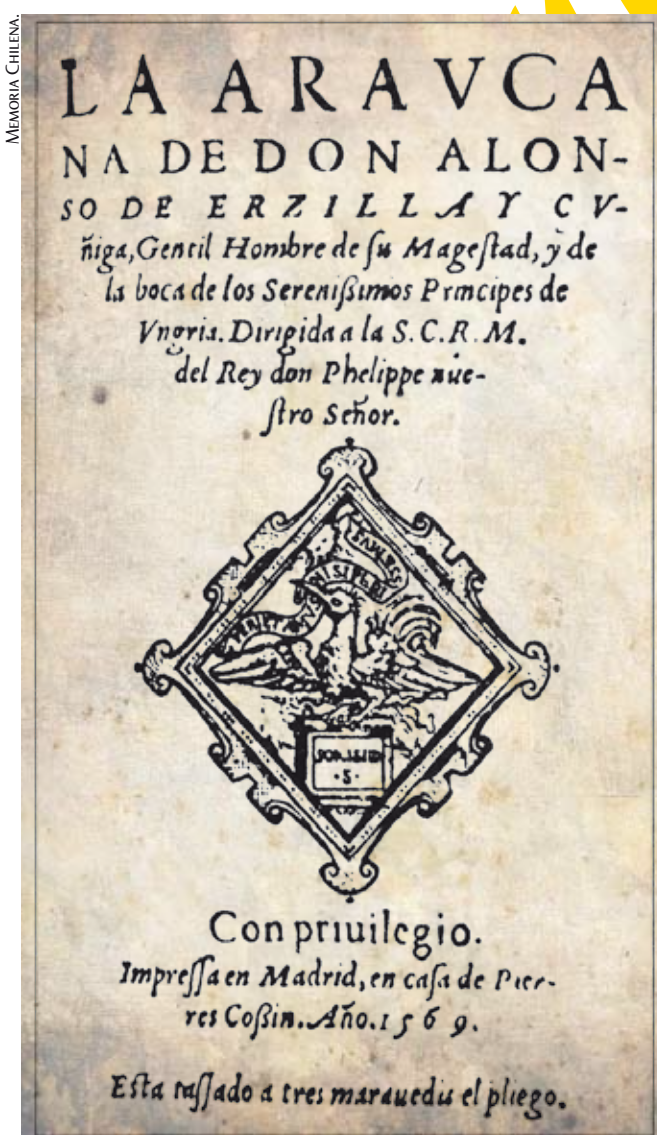 MEMORIA CHILENA.
LA ARAVCA
NA DE DON ALON-
SO DE ERZILLA Y CV-
ñiga, Gentil Hombre de ſu Mageſtad, y de
la boca de los Sereniſsimos Principes de
Vngria. Dirigida a la S.C.R.M.
del Rey don Phelippe nue-
ſtro Señor.
Con priuilegio.
Impreſſa en Madrid, en caſa de Pier-
res Coſsin. Año. 1569.
Eſta taſſado a tres marauedis el pliego.